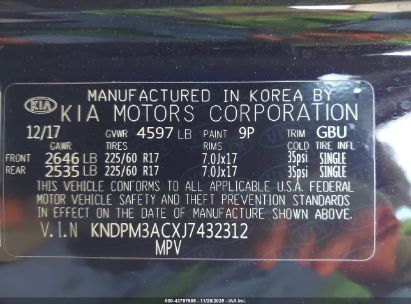 MANUFACTURED IN KOREA BY
KIA KIA MOTORS CORPORATION
12/17 GVWR 4597 LB PAINT 9P TRIM GBU
GAWR TIRES RIMS COLD TIRE INFL
FRONT 2646 LB 225/60 R17 7.0Jx17 35psi SINGLE
REAR 2535 LB 225/60 R17 7.0Jx17 35psi SINGLE
THIS VEHICLE CONFORMS TO ALL APPLICABLE U.S.A. FEDERAL
MOTOR VEHICLE SAFETY AND THEFT PREVENTION STANDARDS
IN EFFECT ON THE DATE OF MANUFACTURE SHOWN ABOVE.
V.I.N KNDPM3ACXJ7432312
MPV